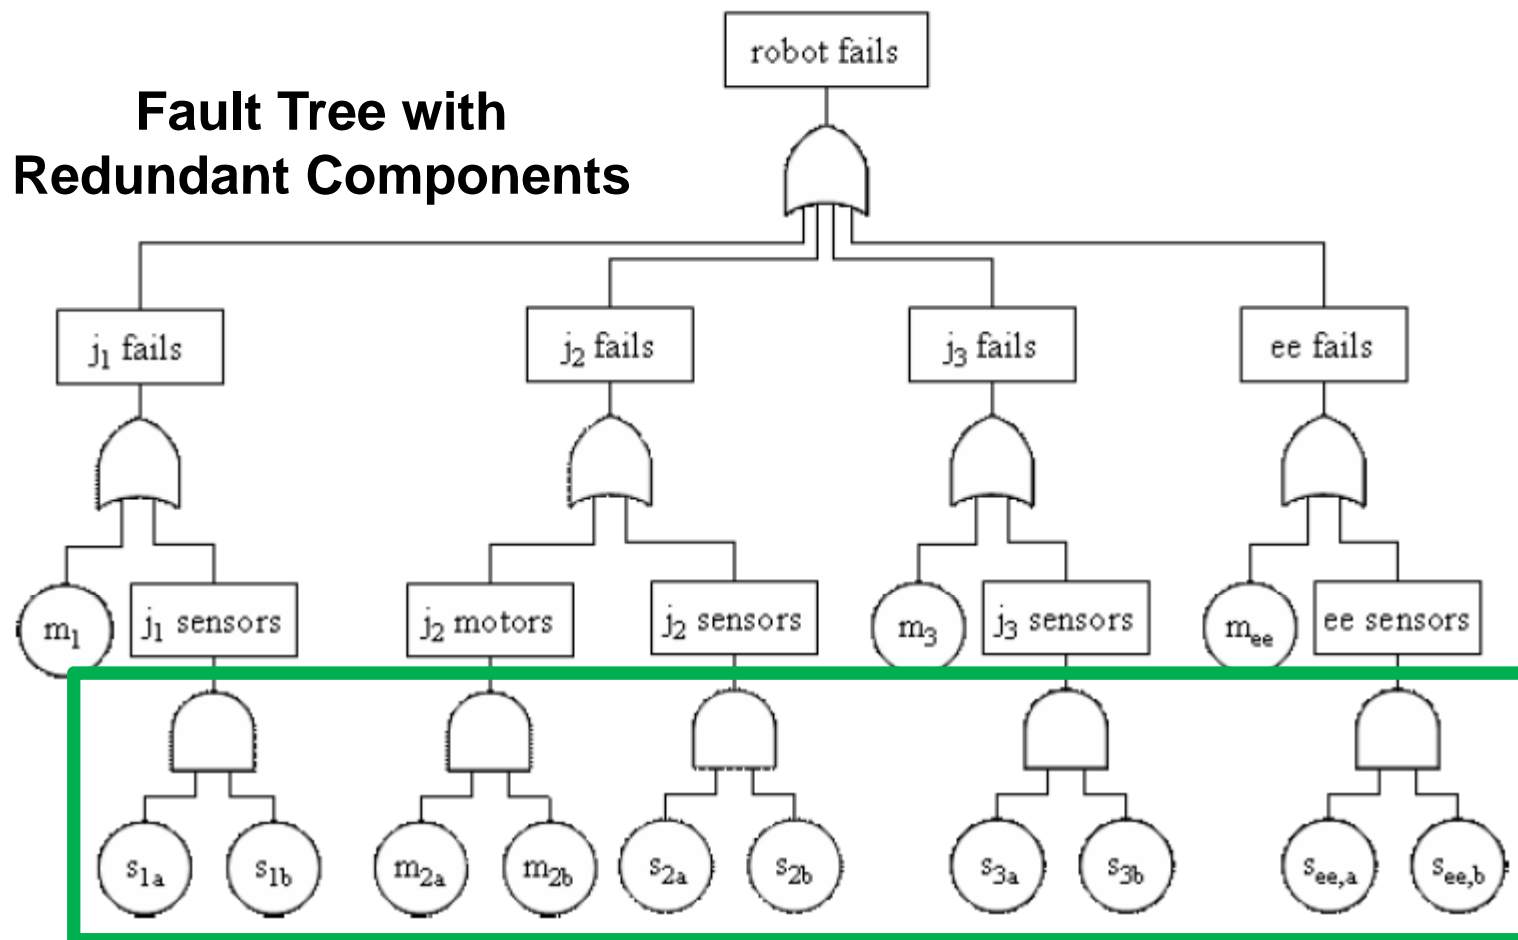 Fault Tree with
Redundant Components
robot fails
j₁ fails
j₂ fails
j₃ fails
ee fails
m₁
j₁ sensors
j₂ motors
j₂ sensors
m₃
j₃ sensors
mₑₑ
ee sensors
s₁ₐ
s₁b
m₂ₐ
m₂b
s₂ₐ
s₂b
s₃ₐ
s₃b
sₑₑ,ₐ
sₑₑ,b